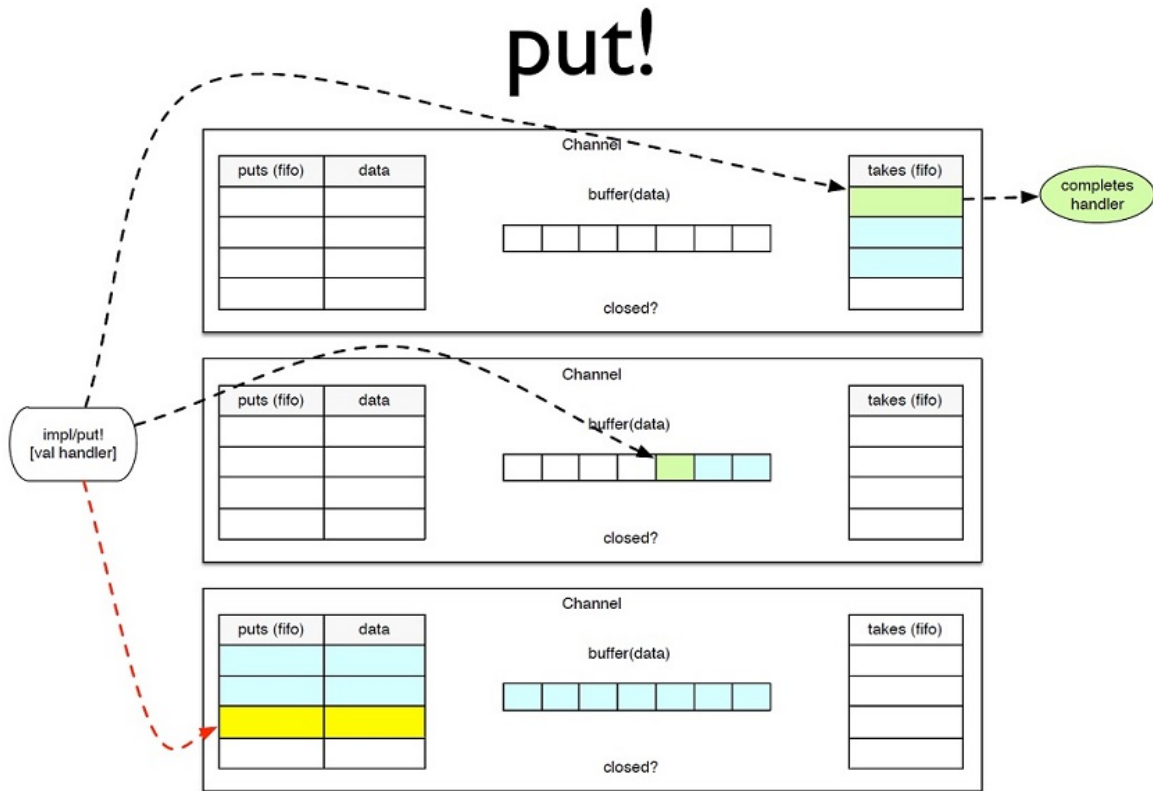 put!
Channel
puts (fifo) data
takes (fifo)
buffer(data)
closed?
completes
handler
Channel
puts (fifo) data
takes (fifo)
buffer(data)
closed?
impl/put!
[val handler]
Channel
puts (fifo) data
takes (fifo)
buffer(data)
closed?